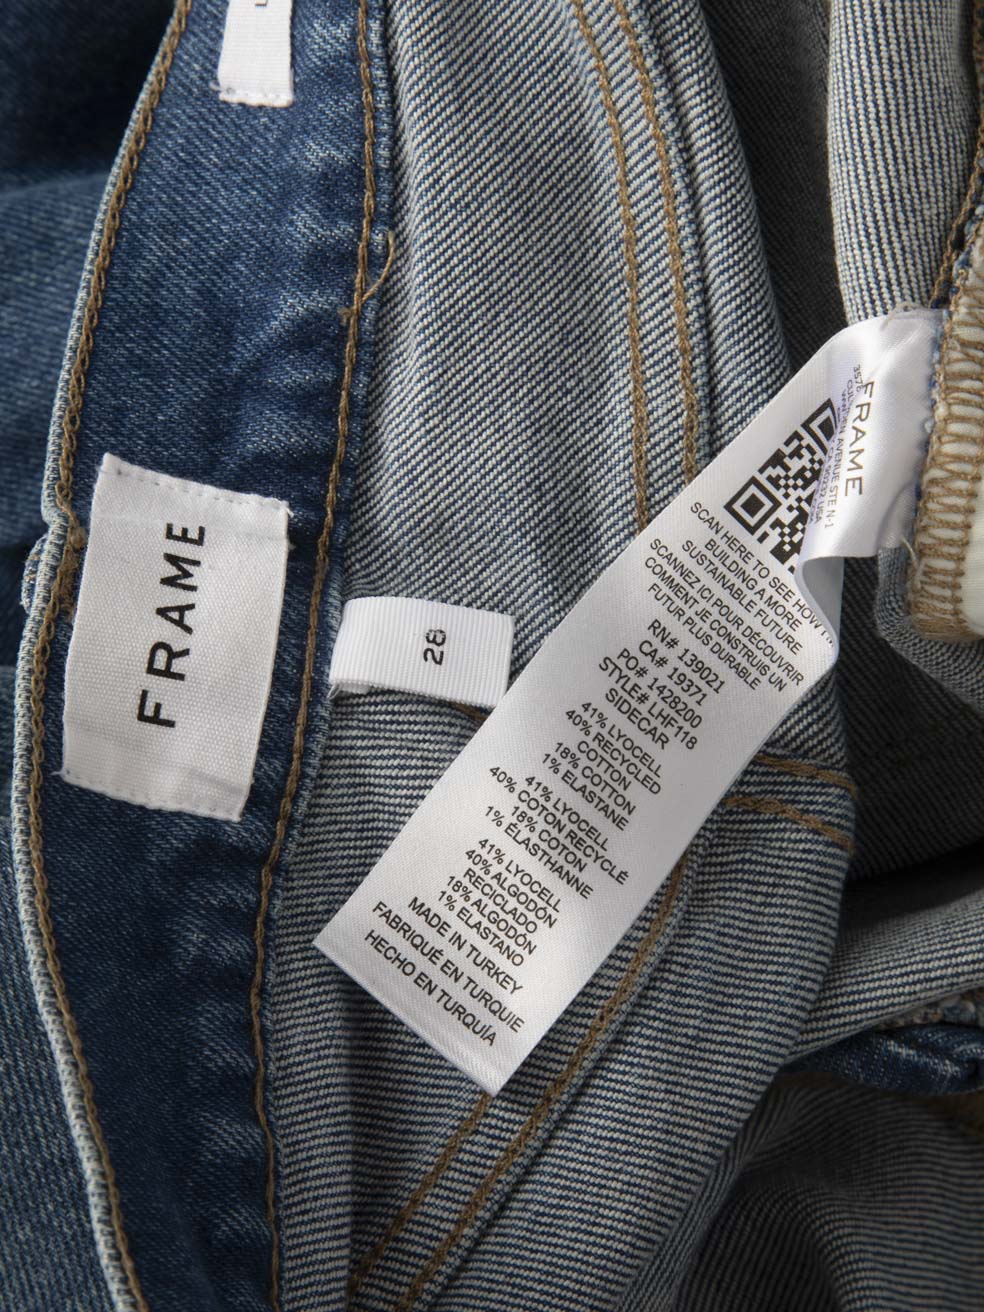 FRAME
28
FRAME
SCAN HERE TO SEE HOW
BUILDING A MORE
SUSTAINABLE FUTURE
SCANNEZ ICI POUR DÉCOUVRIR
COMMENT JE CONSTRUIS UN
FUTUR PLUS DURABLE
RN# 139021
CA# 19371
PO# 1428200
STYLE# LHF118
SIDECAR
41% LYOCELL
40% RECYCLED
COTTON
18% COTTON
1% ELASTANE
41% LYOCELL
40% COTON RECYCLÉ
18% COTON
1% ÉLASTHANNE
41% LYOCELL
40% ALGODÓN
RECICLADO
18% ALGODÓN
1% ELASTANO
MADE IN TURKEY
FABRIQUÉ EN TURQUIE
HECHO EN TURQUÍA